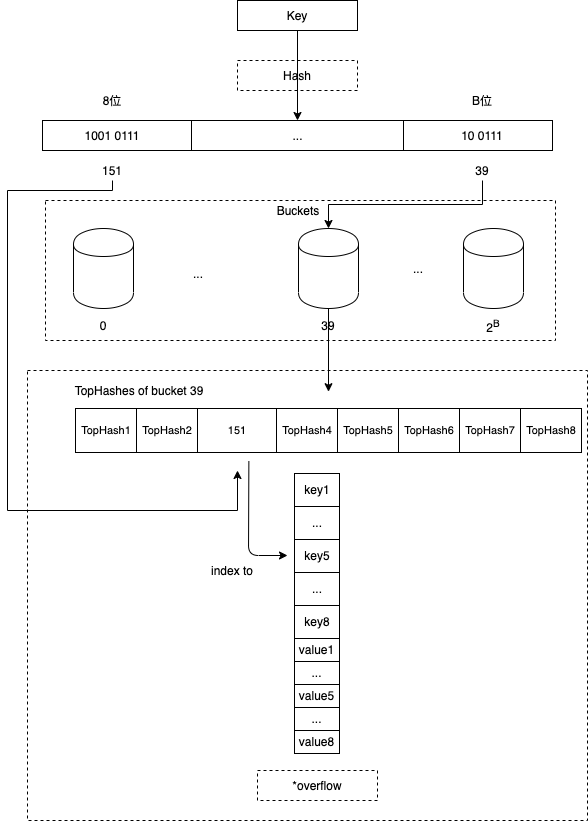 Key
Hash
8位
B位
1001 0111
...
10 0111
151
39
Buckets
...
...
0
39
2ᴮ
TopHashes of bucket 39
TopHash1
TopHash2
151
TopHash4
TopHash5
TopHash6
TopHash7
TopHash8
key1
...
key5
index to
...
key8
value1
...
value5
...
value8
*overflow